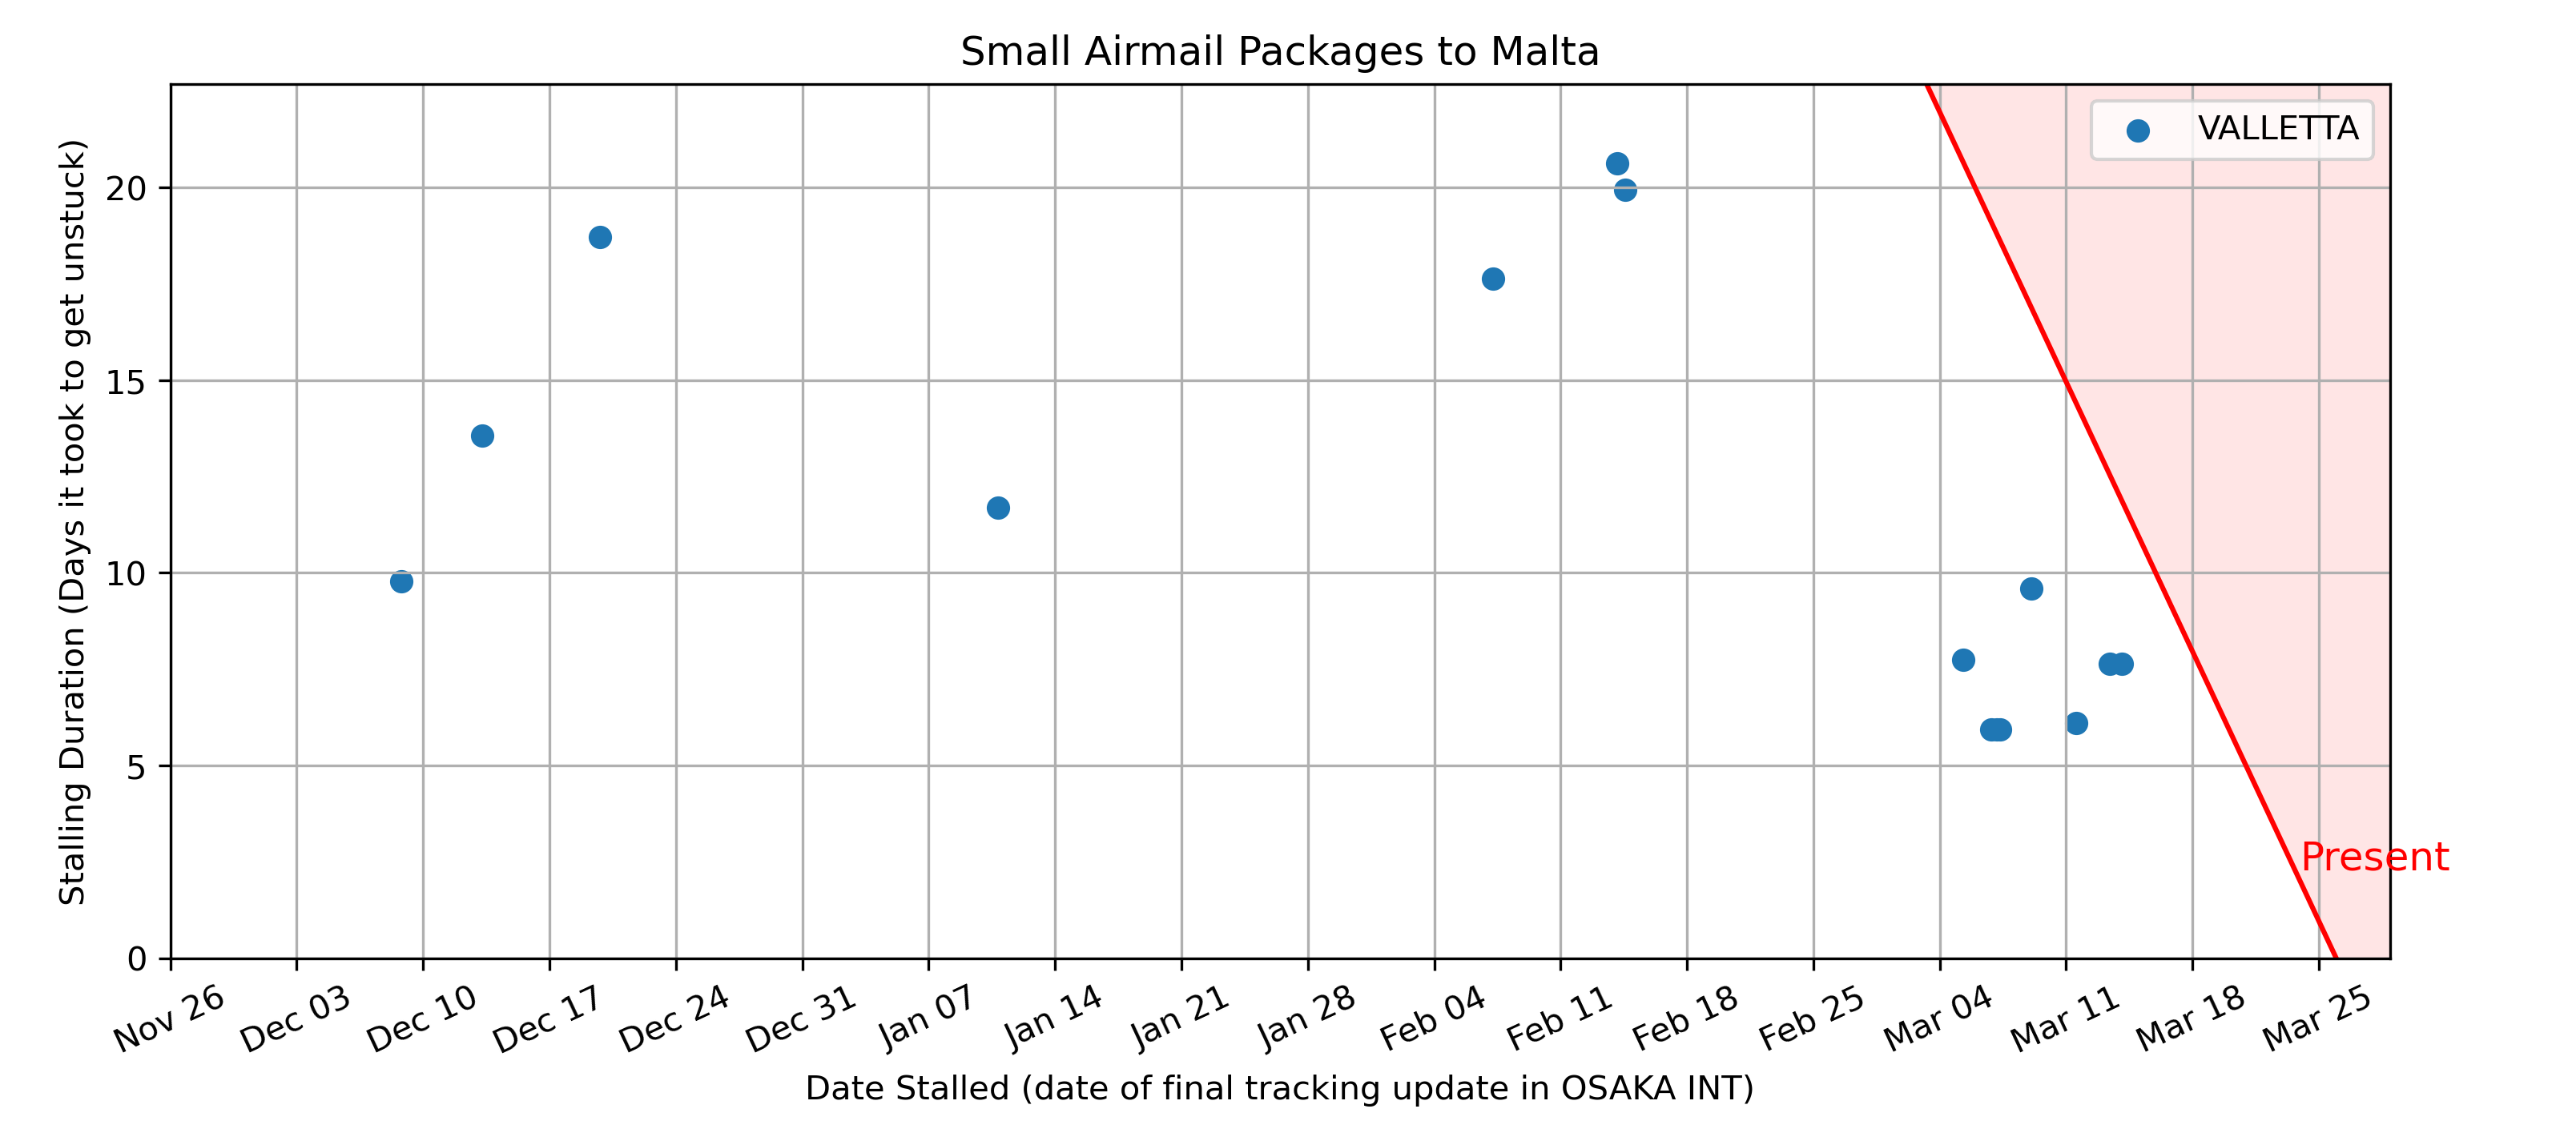 Small Airmail Packages to Malta
VALLETTA
Stalling Duration (Days it took to get unstuck)
20
15
10
5
0
Present
Nov 26 Dec 03 Dec 10 Dec 17 Dec 24 Dec 31 Jan 07 Jan 14 Jan 21 Jan 28 Feb 04 Feb 11 Feb 18 Feb 25 Mar 04 Mar 11 Mar 18 Mar 25
Date Stalled (date of final tracking update in OSAKA INT)